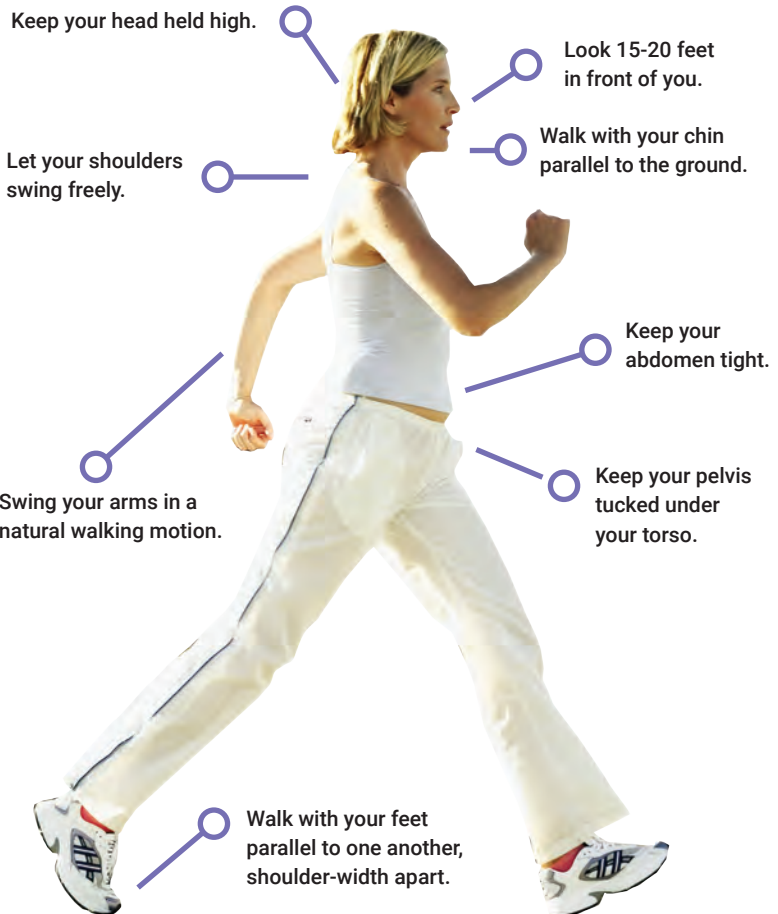 Keep your head held high.
Look 15-20 feet
in front of you.
Walk with your chin
parallel to the ground.
Let your shoulders
swing freely.
Keep your
abdomen tight.
Swing your arms in a
natural walking motion.
Keep your pelvis
tucked under
your torso.
Walk with your feet
parallel to one another,
shoulder-width apart.